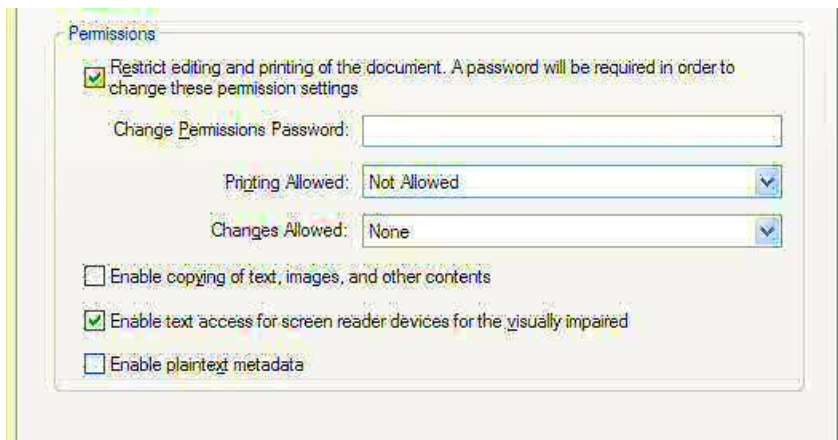 Permissions
Restrict editing and printing of the document. A password will be required in order to
change these permission settings
Change Permissions Password:
Printing Allowed: Not Allowed
Changes Allowed: None
Enable copying of text, images, and other contents
Enable text access for screen reader devices for the visually impaired
Enable plaintext metadata